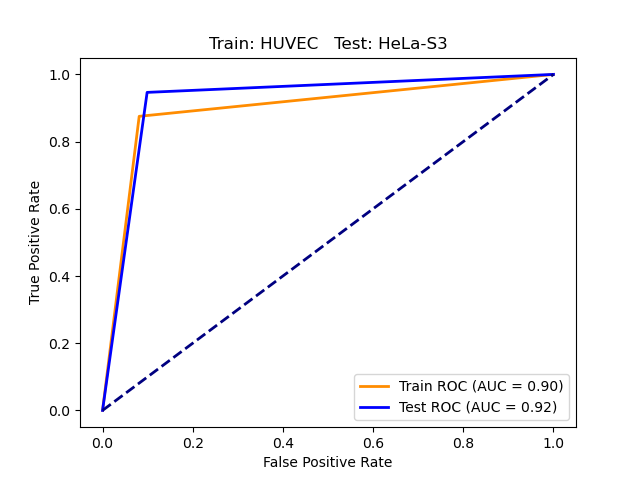 Train: HUVEC   Test: HeLa-S3
True Positive Rate
1.0
0.8
0.6
0.4
0.2
0.0
Train ROC (AUC = 0.90)
Test ROC (AUC = 0.92)
0.0 0.2 0.4 0.6 0.8 1.0
False Positive Rate